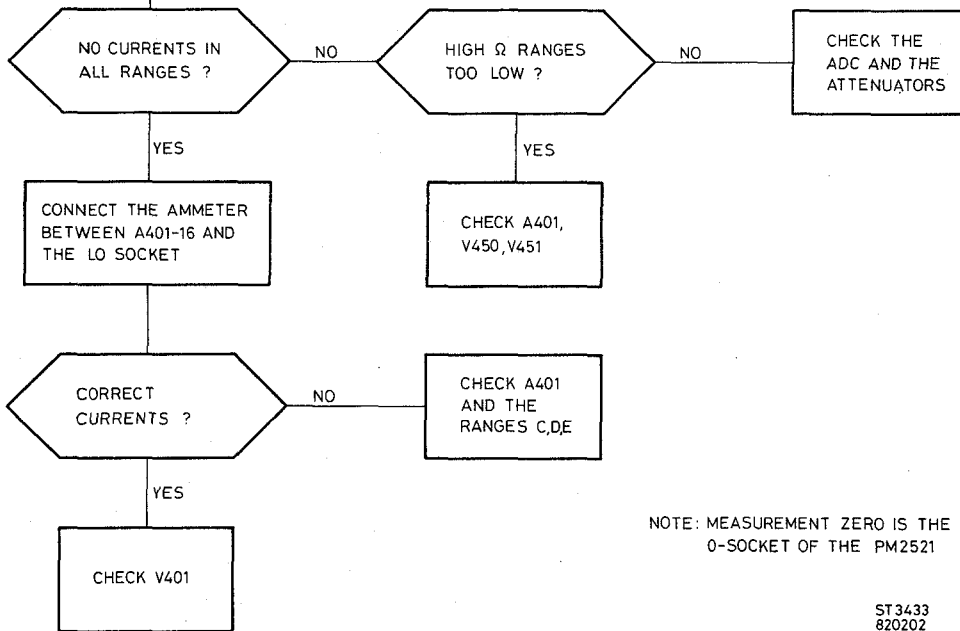 NO CURRENTS IN
ALL RANGES ?
NO
HIGH Ω RANGES
TOO LOW ?
NO
CHECK THE
ADC AND THE
ATTENUATORS
YES
YES
CONNECT THE AMMETER
BETWEEN A401-16 AND
THE LO SOCKET
CHECK A401,
V450, V451
CORRECT
CURRENTS ?
NO
CHECK A401
AND THE
RANGES C,D,E
YES
CHECK V401
NOTE: MEASUREMENT ZERO IS THE
0-SOCKET OF THE PM2521
ST3433
820202